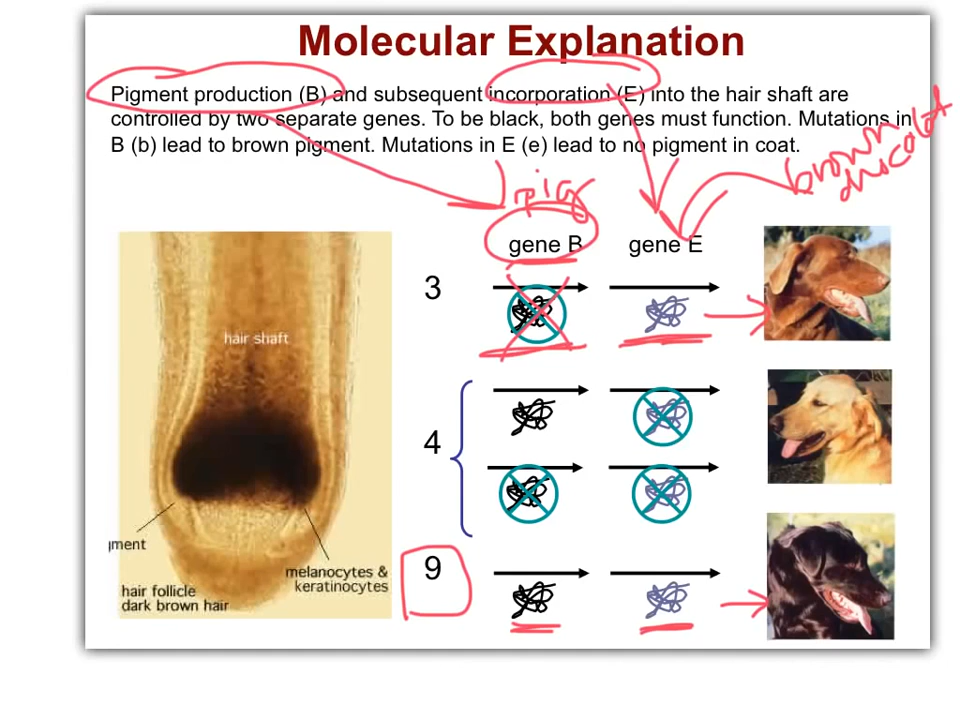 Molecular Explanation
Pigment production (B) and subsequent incorporation (E) into the hair shaft are
controlled by two separate genes. To be black, both genes must function. Mutations in
B (b) lead to brown pigment. Mutations in E (e) lead to no pigment in coat.
brown
pig
gene B
gene E
3
hair shaft
4
gment
melanocytes &
keratinocytes
hair follicle
dark brown hair
9